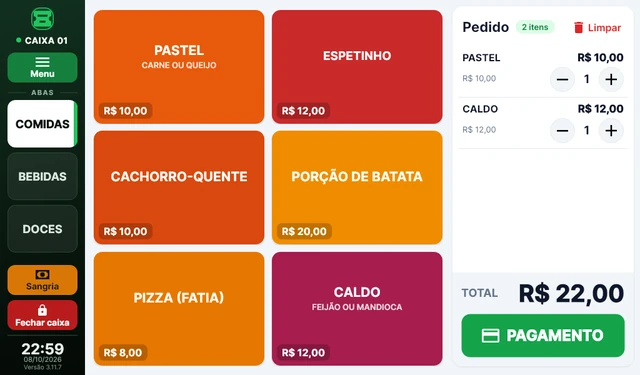 CAIXA 01
Menu
ABAS
COMIDAS
BEBIDAS
DOCES
Sangria
Fechar caixa
22:59
08/10/2026
Versão 3.11.7
PASTEL
CARNE OU QUEIJO
R$ 10,00
ESPETINHO
R$ 12,00
CACHORRO-QUENTE
R$ 10,00
PORÇÃO DE BATATA
R$ 20,00
PIZZA (FATIA)
R$ 8,00
CALDO
FEIJÃO OU MANDIOCA
R$ 12,00
Pedido 2 itens Limpar
PASTEL R$ 10,00
R$ 10,00 1
CALDO R$ 12,00
R$ 12,00 1
TOTAL R$ 22,00
PAGAMENTO